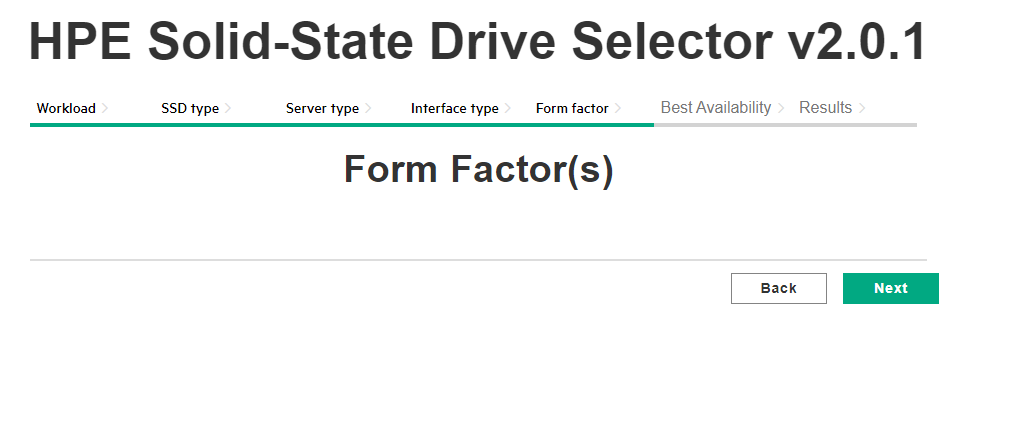 HPE Solid-State Drive Selector v2.0.1
Workload SSD type Server type Interface type Form factor Best Availability Results
Form Factor(s)
Back Next